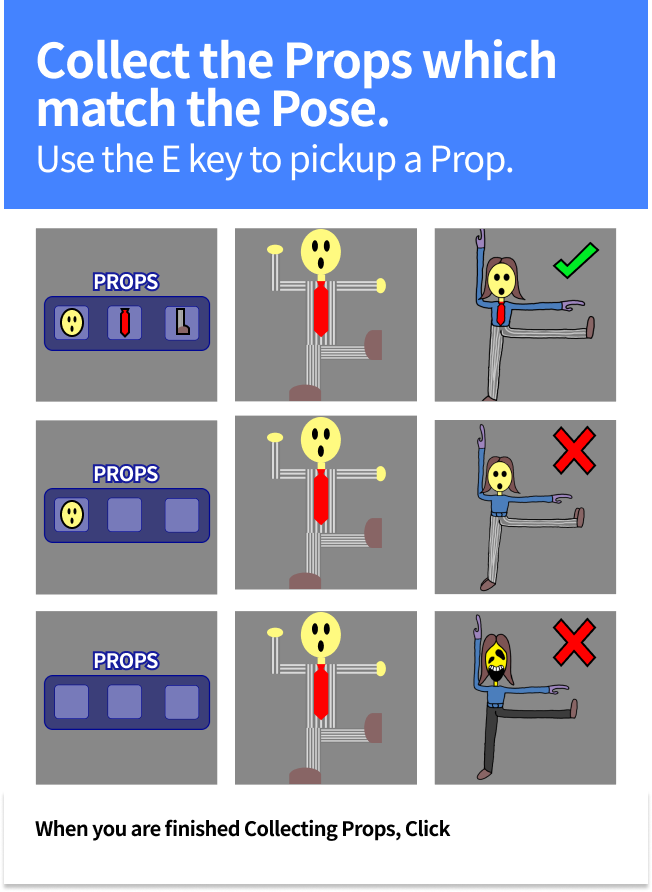 Collect the Props which
match the Pose.
Use the E key to pickup a Prop.
PROPS
PROPS
PROPS
When you are finished Collecting Props, Click